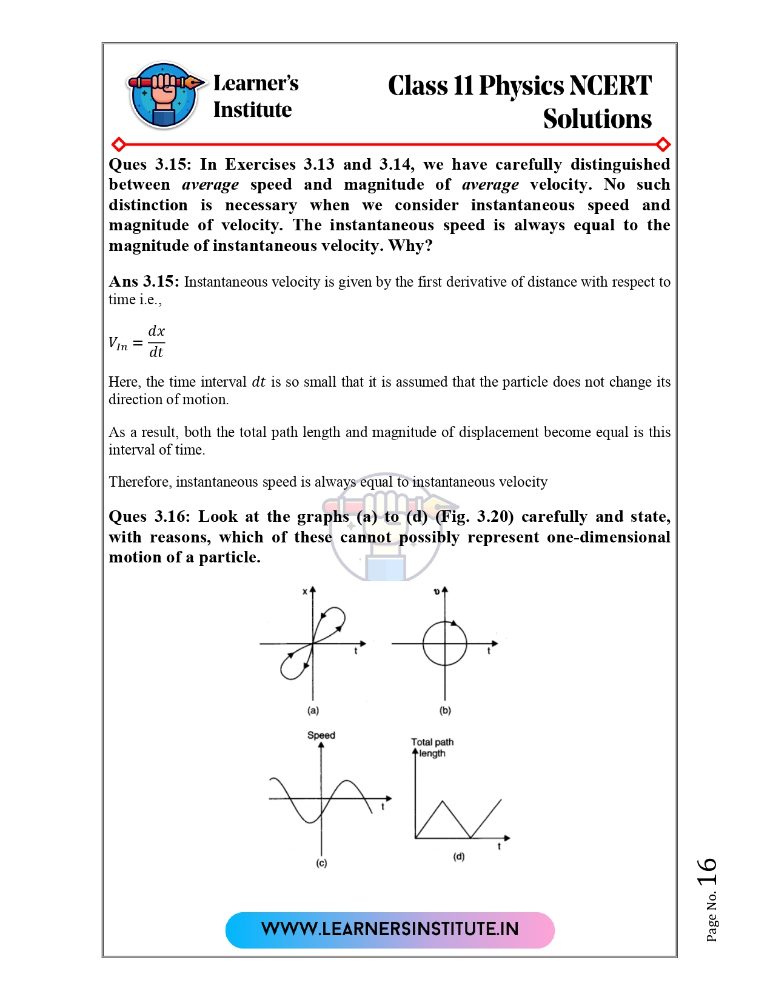 Learner's
Institute
Class 11 Physics NCERT
Solutions
Ques 3.15: In Exercises 3.13 and 3.14, we have carefully distinguished
between average speed and magnitude of average velocity. No such
distinction is necessary when we consider instantaneous speed and
magnitude of velocity. The instantaneous speed is always equal to the
magnitude of instantaneous velocity. Why?
Ans 3.15: Instantaneous velocity is given by the first derivative of distance with respect to
time i.e.,
V_In = dx/dt
Here, the time interval dt is so small that it is assumed that the particle does not change its
direction of motion.
As a result, both the total path length and magnitude of displacement become equal is this
interval of time.
Therefore, instantaneous speed is always equal to instantaneous velocity
Ques 3.16: Look at the graphs (a) to (d) (Fig. 3.20) carefully and state,
with reasons, which of these cannot possibly represent one-dimensional
motion of a particle.
x
t
(a)
υ
t
(b)
Speed
t
(c)
Total path
length
t
(d)
Page No. 16
WWW.LEARNERSINSTITUTE.IN